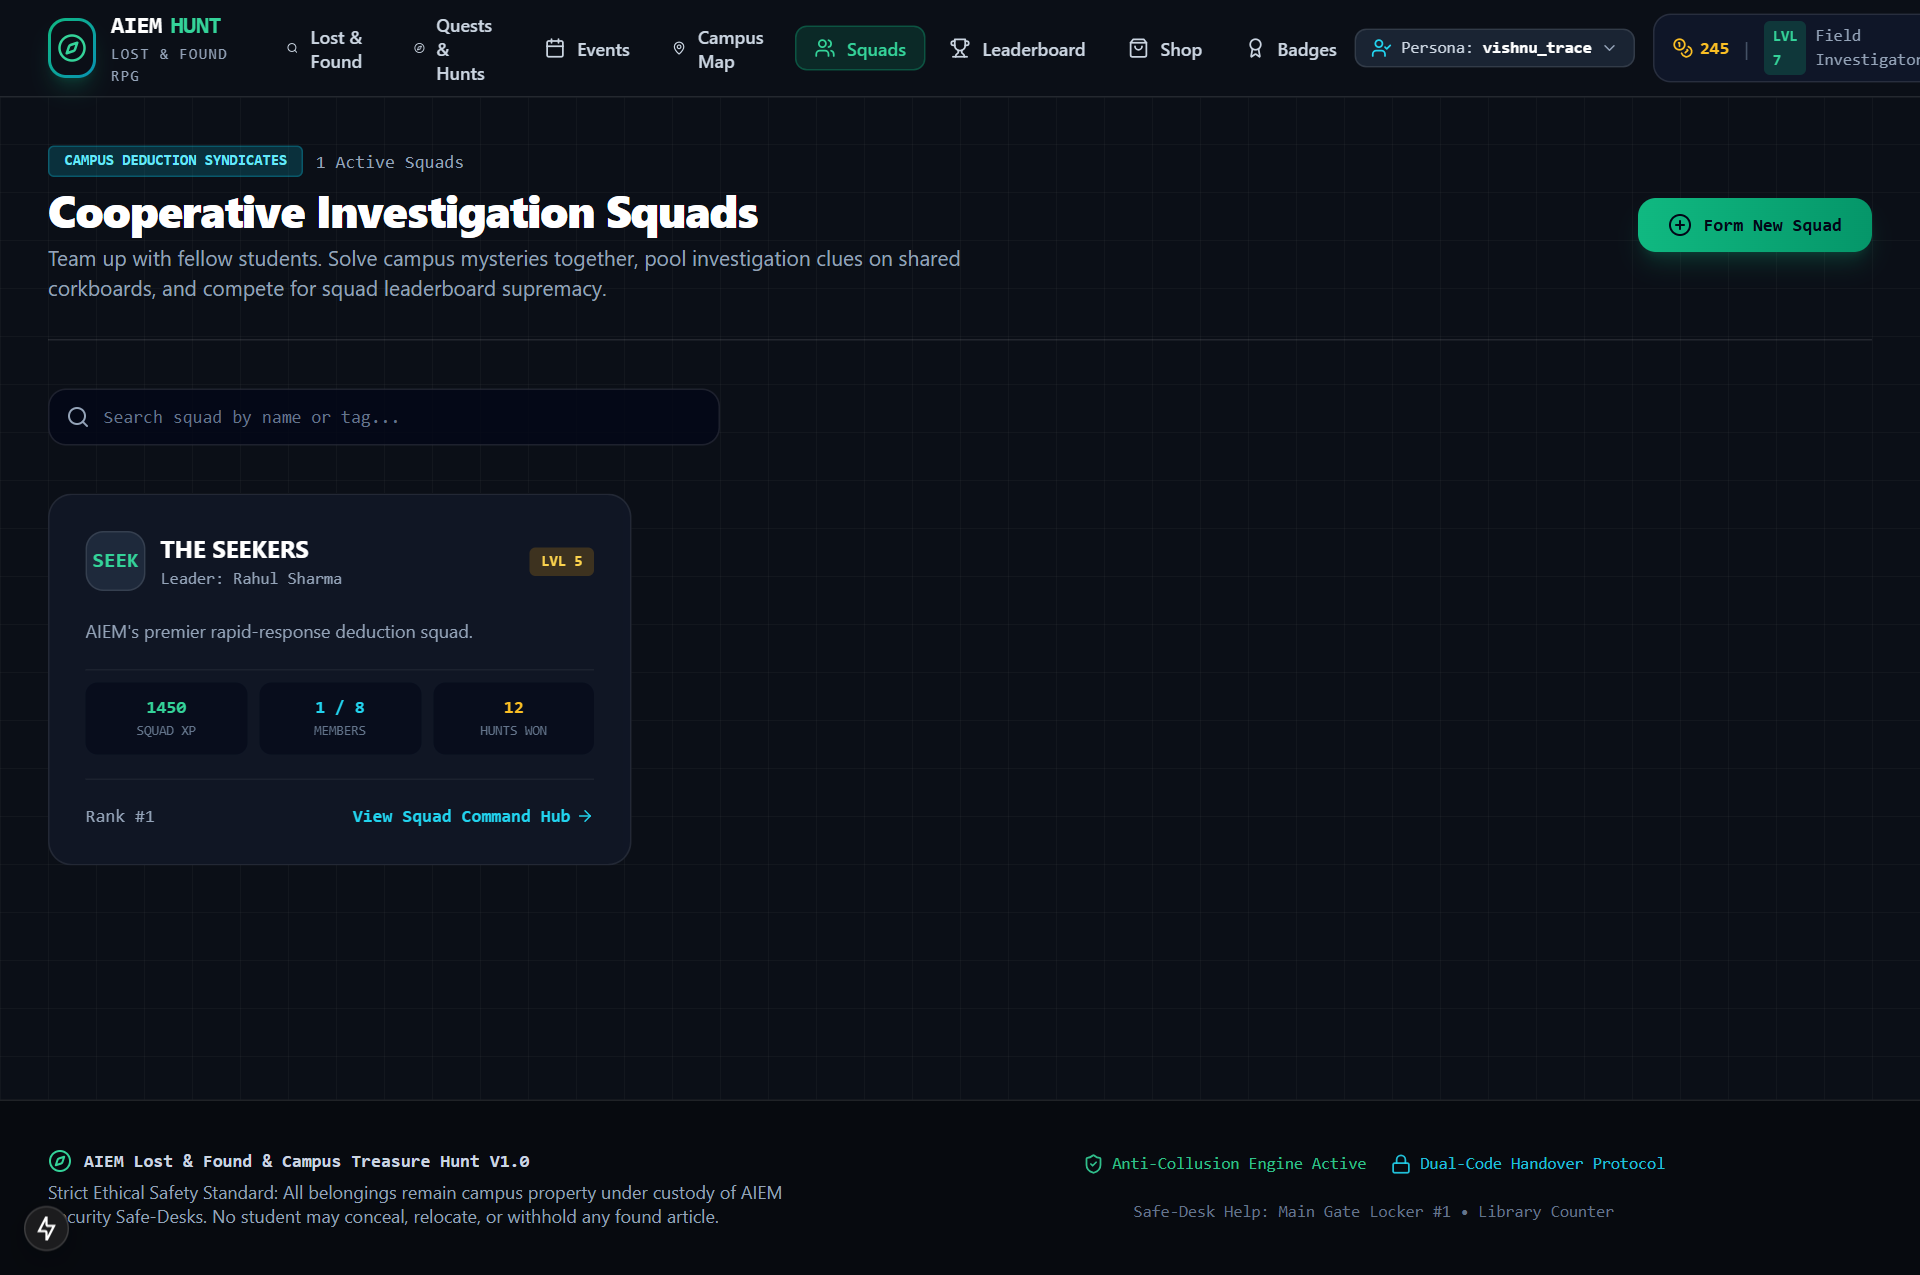 AIEM HUNT
LOST & FOUND
RPG
Lost &
Found
Quests
&
Hunts
Events
Campus
Map
Squads
Leaderboard
Shop
Badges
Persona: vishnu_trace
245
|
LVL
7
Field
Investigator
CAMPUS DEDUCTION SYNDICATES
1 Active Squads
Cooperative Investigation Squads
Team up with fellow students. Solve campus mysteries together, pool investigation clues on shared
corkboards, and compete for squad leaderboard supremacy.
Form New Squad
Search squad by name or tag...
SEEK
THE SEEKERS
Leader: Rahul Sharma
LVL 5
AIEM's premier rapid-response deduction squad.
1450
SQUAD XP
1 / 8
MEMBERS
12
HUNTS WON
Rank #1
View Squad Command Hub →
AIEM Lost & Found & Campus Treasure Hunt V1.0
Strict Ethical Safety Standard: All belongings remain campus property under custody of AIEM
curity Safe-Desks. No student may conceal, relocate, or withhold any found article.
Anti-Collusion Engine Active
Dual-Code Handover Protocol
Safe-Desk Help: Main Gate Locker #1 • Library Counter